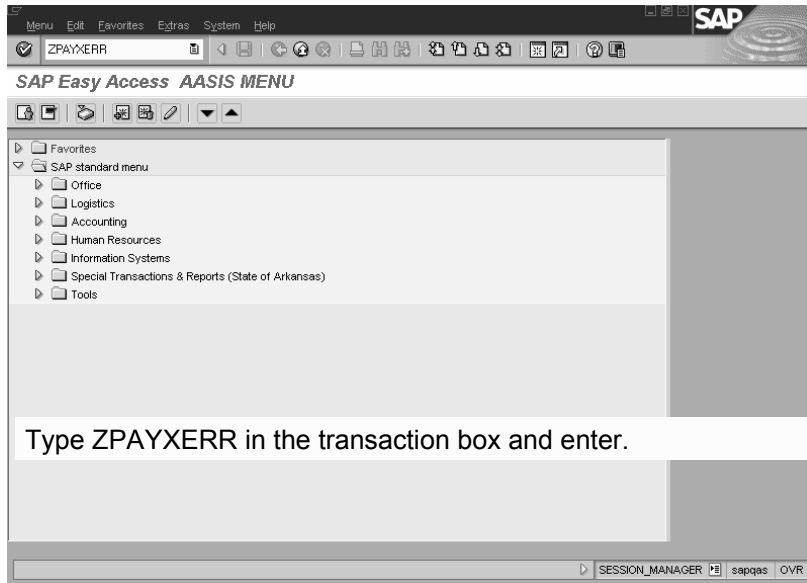 Menu Edit Favorites Extras System Help
SAP
ZPAYXERR
SAP Easy Access AASIS MENU
Favorites
SAP standard menu
Office
Logistics
Accounting
Human Resources
Information Systems
Special Transactions & Reports (State of Arkansas)
Tools
Type ZPAYXERR in the transaction box and enter.
SESSION_MANAGER sapqas OVR